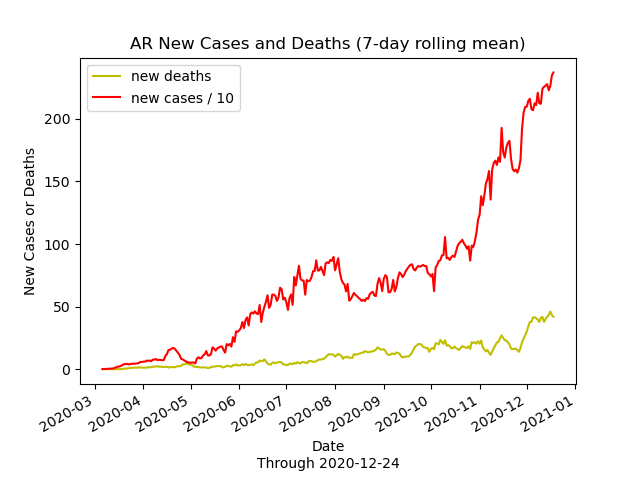 AR New Cases and Deaths (7-day rolling mean)
new deaths
new cases / 10
New Cases or Deaths
200
150
100
50
0
2020-03
2020-04
2020-05
2020-06
2020-07
2020-08
2020-09
2020-10
2020-11
2020-12
2021-01
Date
Through 2020-12-24